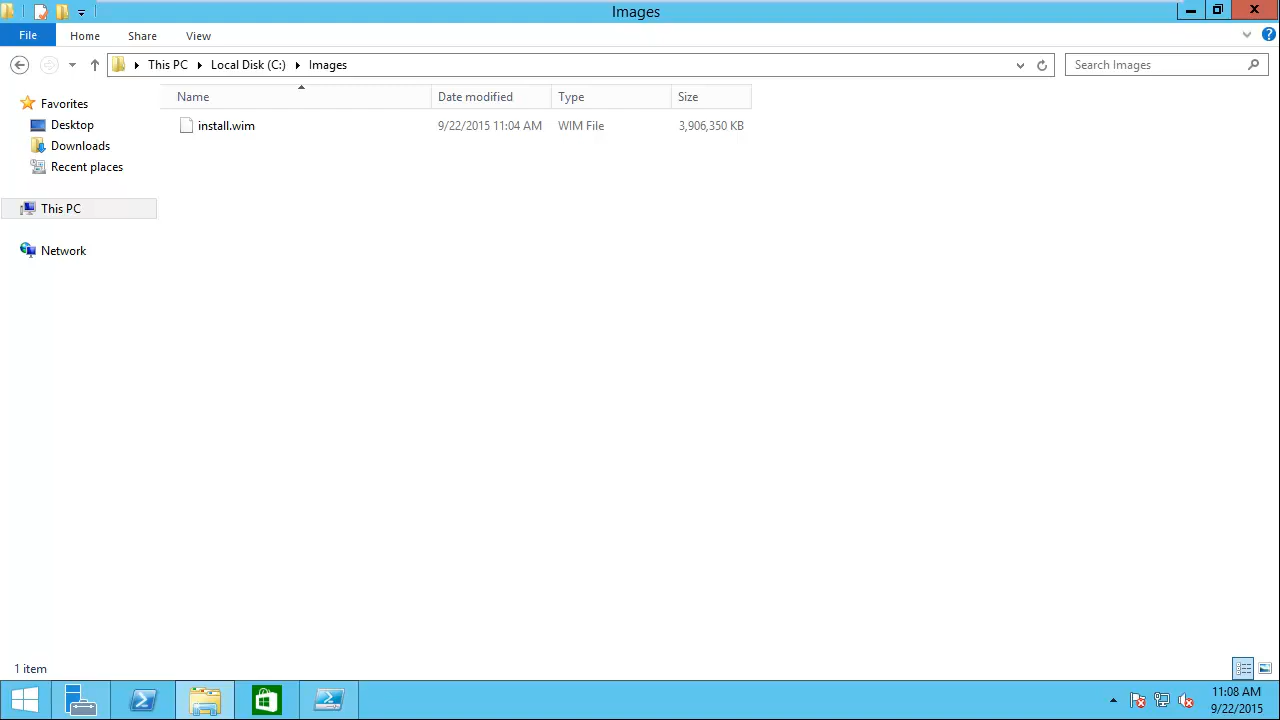 Images
File Home Share View
This PC Local Disk (C:) Images Search Images
Favorites
Desktop
Downloads
Recent places
This PC
Network
Name Date modified Type Size
install.wim 9/22/2015 11:04 AM WIM File 3,906,350 KB
1 item
11:08 AM
9/22/2015